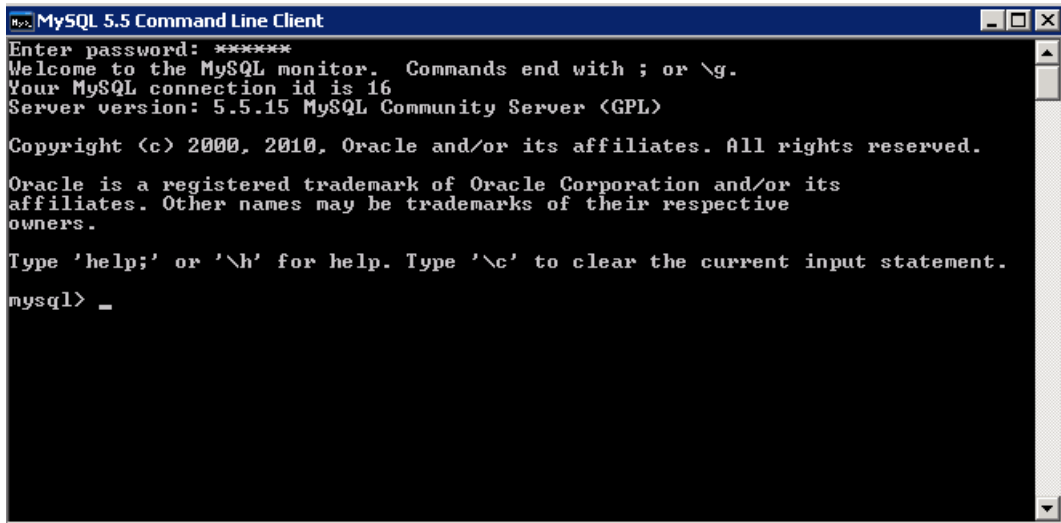 MySQL 5.5 Command Line Client
Enter password: ******
Welcome to the MySQL monitor.  Commands end with ; or \g.
Your MySQL connection id is 16
Server version: 5.5.15 MySQL Community Server (GPL)
Copyright (c) 2000, 2010, Oracle and/or its affiliates. All rights reserved.
Oracle is a registered trademark of Oracle Corporation and/or its
affiliates. Other names may be trademarks of their respective
owners.
Type 'help;' or '\h' for help. Type '\c' to clear the current input statement.
mysql> _